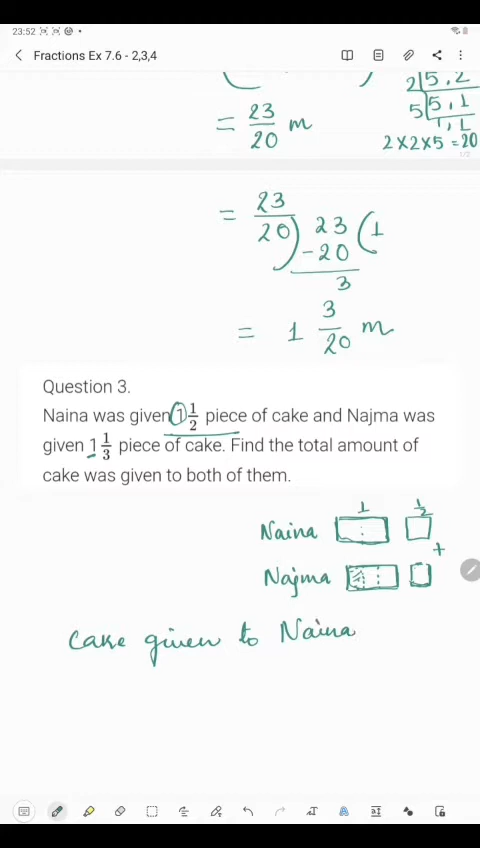 23:52
Fractions Ex 7.6 - 2,3,4
= 23/20 m
2 5, 2
5 5, 1
1, 1
2×2×5 =20
1/2
= 23/20 ) 23 ( 1
-20
3
= 1 3/20 m
Question 3.
Naina was given 1 1/2 piece of cake and Najma was
given 1 1/3 piece of cake. Find the total amount of
cake was given to both of them.
1 1/2
Naina
+
Najma
Cake given to Naina